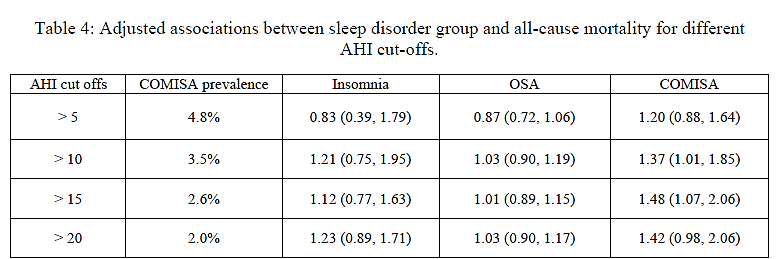 Table 4: Adjusted associations between sleep disorder group and all-cause mortality for different
AHI cut-offs.
AHI cut offs COMISA prevalence Insomnia OSA COMISA
> 5 4.8% 0.83 (0.39, 1.79) 0.87 (0.72, 1.06) 1.20 (0.88, 1.64)
> 10 3.5% 1.21 (0.75, 1.95) 1.03 (0.90, 1.19) 1.37 (1.01, 1.85)
> 15 2.6% 1.12 (0.77, 1.63) 1.01 (0.89, 1.15) 1.48 (1.07, 2.06)
> 20 2.0% 1.23 (0.89, 1.71) 1.03 (0.90, 1.17) 1.42 (0.98, 2.06)